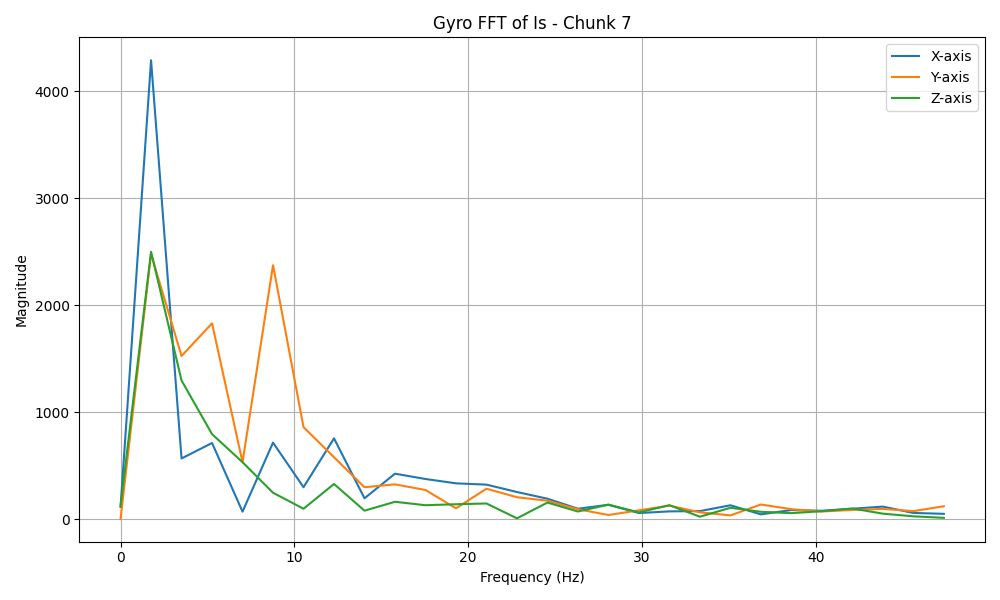 Gyro FFT of Is - Chunk 7
X-axis
Y-axis
Z-axis
Magnitude
4000
3000
2000
1000
0
0 10 20 30 40
Frequency (Hz)